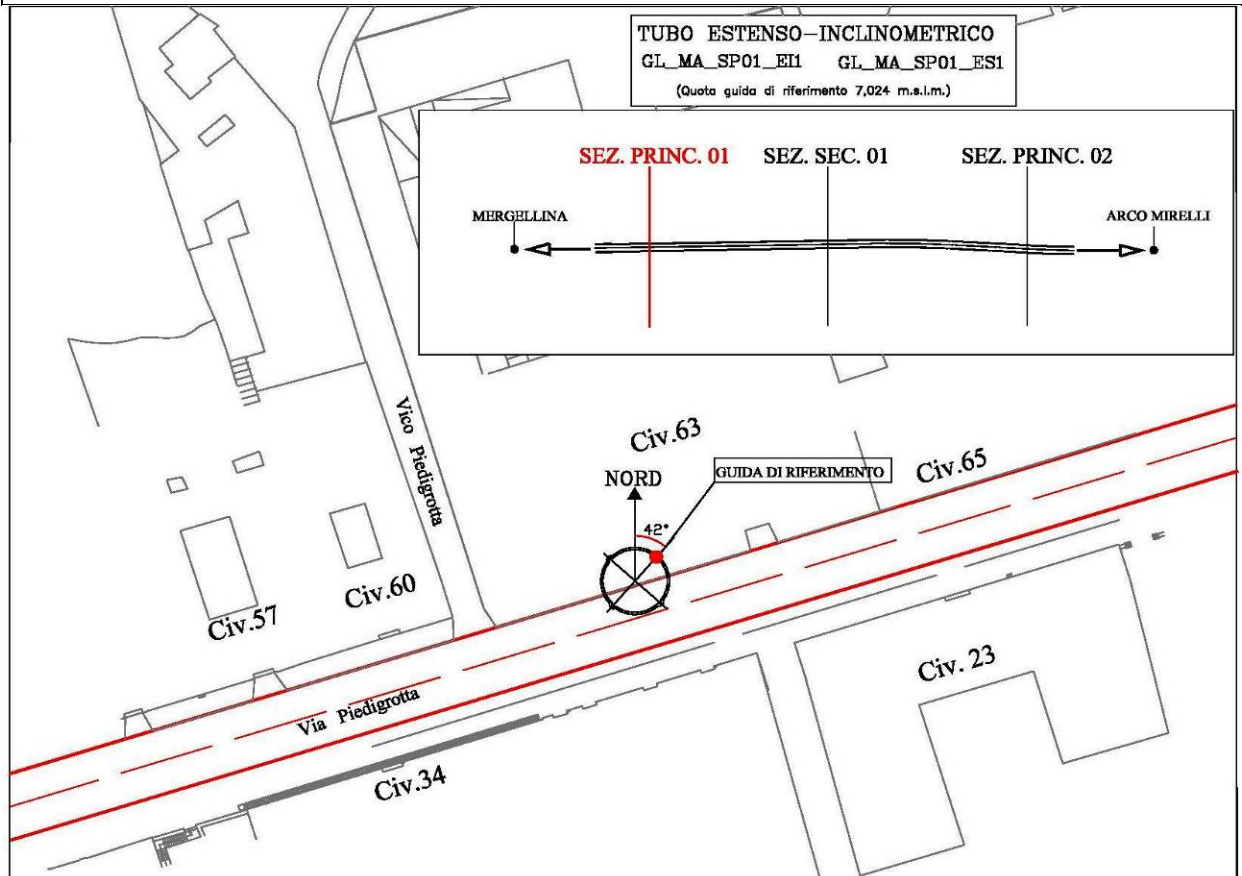 TUBO ESTENSO-INCLINOMETRICO
GL_MA_SP01_EI1 GL_MA_SP01_ES1
(Quota guida di riferimento 7,024 m.s.l.m.)
SEZ. PRINC. 01 SEZ. SEC. 01 SEZ. PRINC. 02
MERGELLINA ARCO MIRELLI
Vico Piedigrotta
Civ.63
Civ.65
GUIDA DI RIFERIMENTO
NORD
42°
Civ.60
Civ.57
Civ. 23
Via Piedigrotta
Civ.34